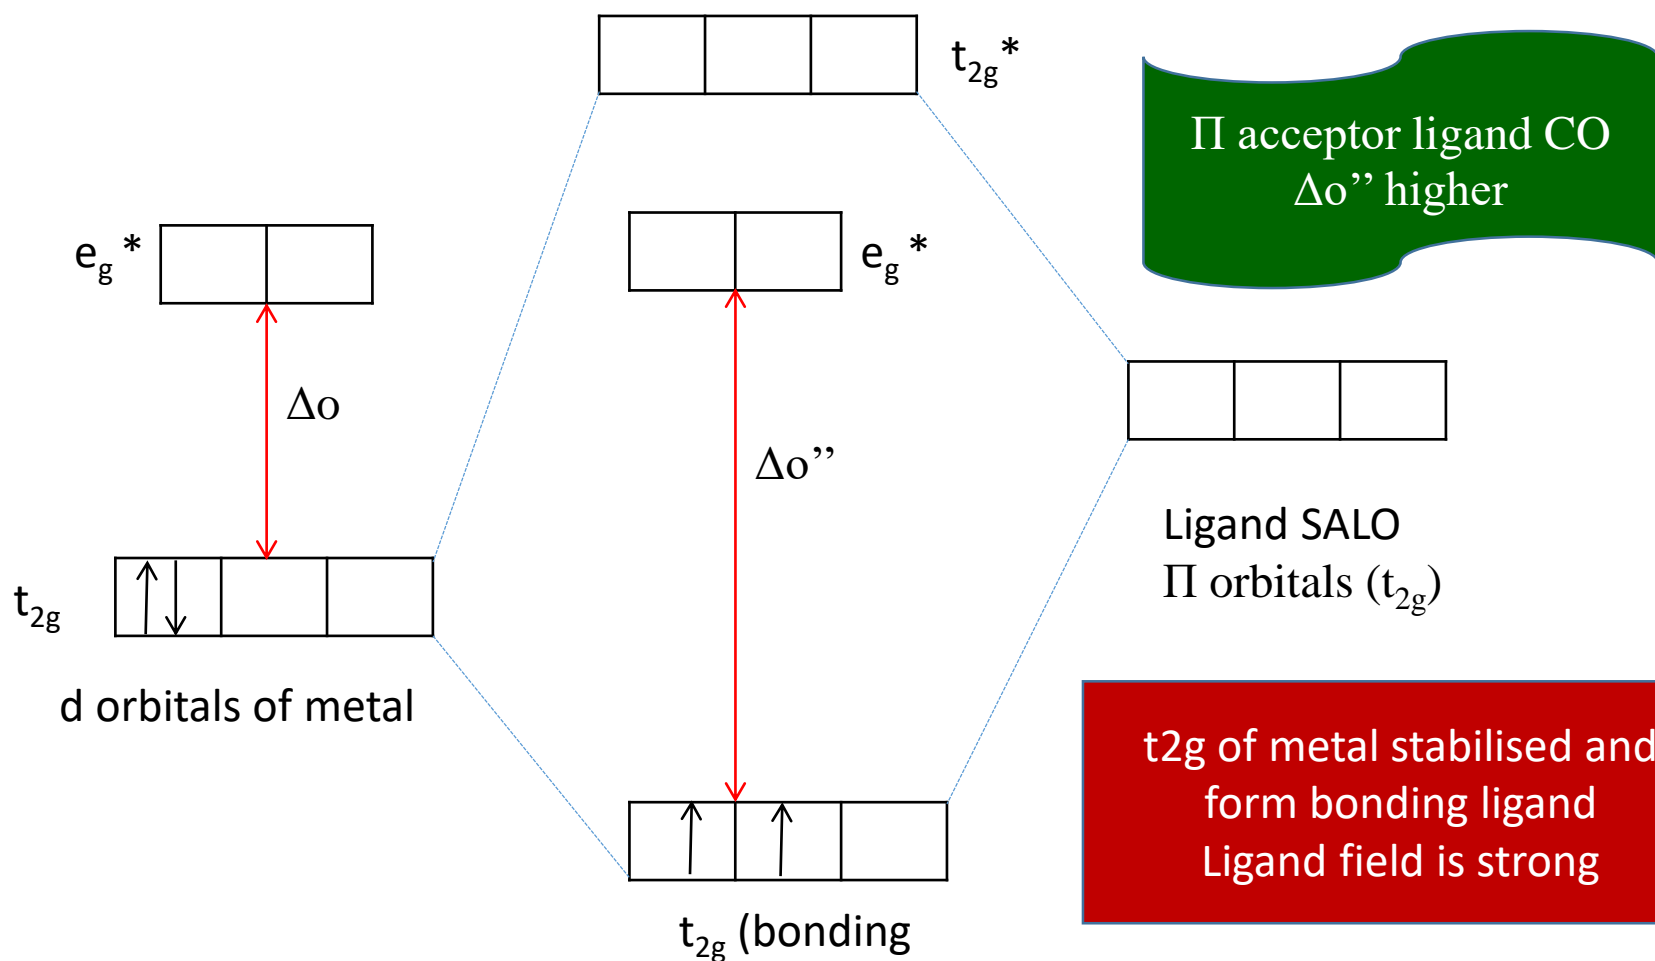 t2g*
Π acceptor ligand CO
Δo’’ higher
eg*
eg*
Δo
Δo’’
t2g
Ligand SALO
Π orbitals (t2g)
d orbitals of metal
t2g of metal stabilised and
form bonding ligand
Ligand field is strong
t2g (bonding